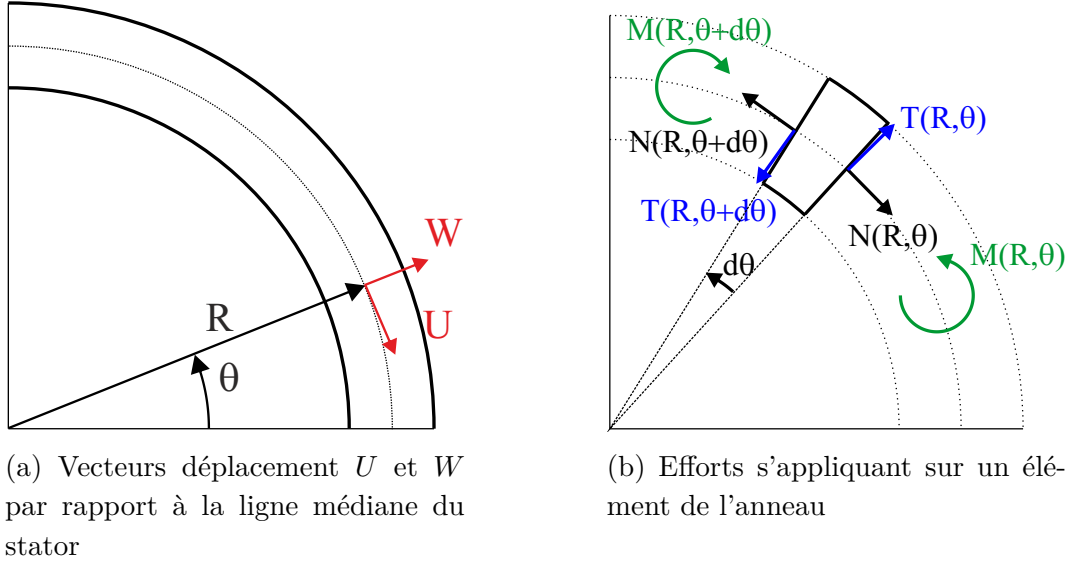 W
R
U
θ
M(R,θ+dθ)
T(R,θ)
N(R,θ+dθ)
T(R,θ+dθ)
N(R,θ)
M(R,θ)
dθ
(a) Vecteurs déplacement U et W
par rapport à la ligne médiane du
stator
(b) Efforts s'appliquant sur un élé-
ment de l'anneau